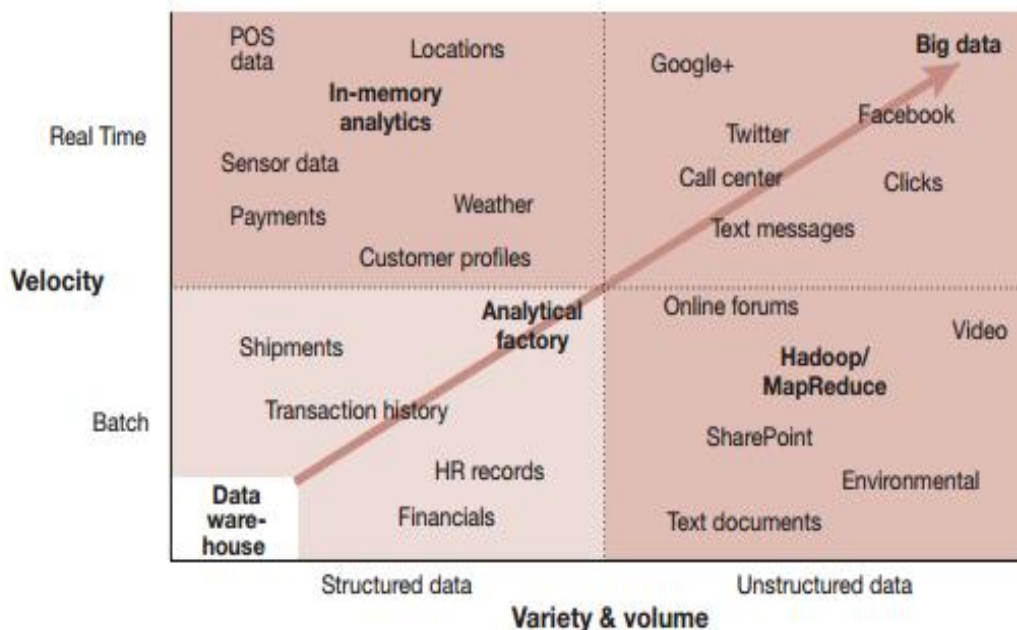 POS
data
Locations
Google+
Big data
In-memory
analytics
Facebook
Real Time
Twitter
Sensor data
Call center
Clicks
Payments
Weather
Text messages
Customer profiles
Velocity
Online forums
Analytical
factory
Video
Shipments
Hadoop/
MapReduce
Batch
Transaction history
SharePoint
HR records
Environmental
Data
ware-
house
Financials
Text documents
Structured data
Unstructured data
Variety & volume